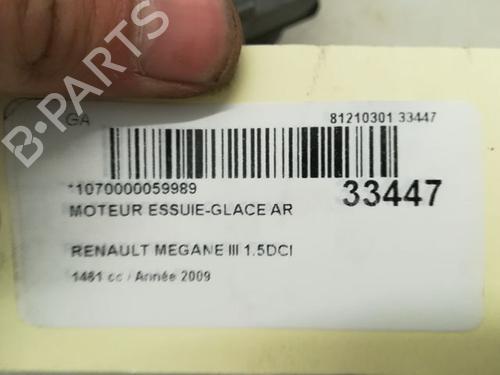 B-PARTS
GA 81210301 33447
*1070000059989
33447
MOTEUR ESSUIE-GLACE AR
RENAULT MEGANE III 1.5DCI
1461 cc / Année 2009